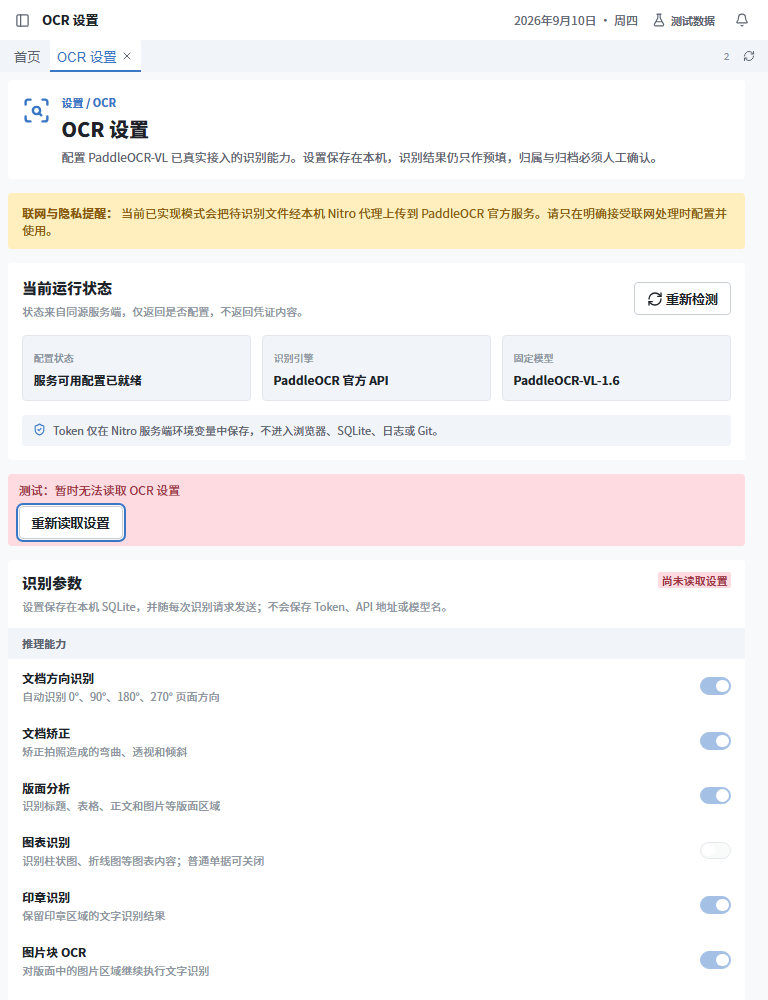 OCR 设置
2026年9月10日 • 周四
测试数据
首页
OCR 设置
2
设置 / OCR
OCR 设置
配置 PaddleOCR-VL 已真实接入的识别能力。设置保存在本机，识别结果仍只作预填，归属与归档必须人工确认。
联网与隐私提醒： 当前已实现模式会把待识别文件经本机 Nitro 代理上传到 PaddleOCR 官方服务。请只在明确接受联网处理时配置并
使用。
当前运行状态
状态来自同源服务端，仅返回是否配置，不返回凭证内容。
重新检测
配置状态
服务可用配置已就绪
识别引擎
PaddleOCR 官方 API
固定模型
PaddleOCR-VL-1.6
Token 仅在 Nitro 服务端环境变量中保存，不进入浏览器、SQLite、日志或 Git。
测试：暂时无法读取 OCR 设置
重新读取设置
识别参数
尚未读取设置
设置保存在本机 SQLite，并随每次识别请求发送；不会保存 Token、API 地址或模型名。
推理能力
文档方向识别
自动识别 0°、90°、180°、270° 页面方向
文档矫正
矫正拍照造成的弯曲、透视和倾斜
版面分析
识别标题、表格、正文和图片等版面区域
图表识别
识别柱状图、折线图等图表内容；普通单据可关闭
印章识别
保留印章区域的文字识别结果
图片块 OCR
对版面中的图片区域继续执行文字识别